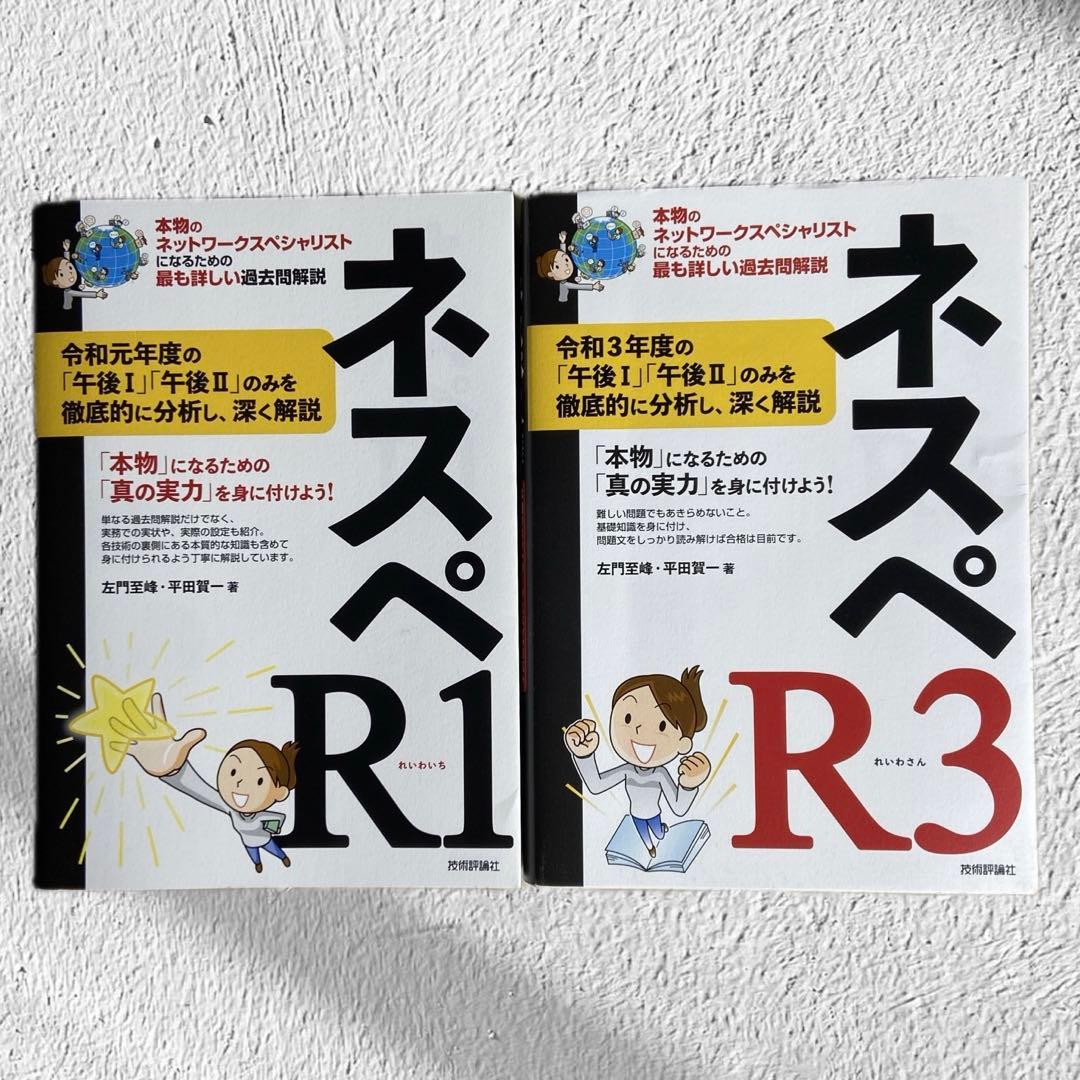 本物の
ネットワークスペシャリスト
になるための
最も詳しい過去問解説
令和元年度の
「午後Ⅰ」「午後Ⅱ」のみを
徹底的に分析し、深く解説
「本物」になるための
「真の実力」を身に付けよう!
単なる過去問解説だけでなく、
実務での実状や、実際の設定も紹介。
各技術の裏側にある本質的な知識も含めて
身に付けられるよう丁寧に解説しています。
左門至峰・平田賀一 著
ネスペ
R1
れいわいち
技術評論社
本物の
ネットワークスペシャリスト
になるための
最も詳しい過去問解説
令和3年度の
「午後Ⅰ」「午後Ⅱ」のみを
徹底的に分析し、深く解説
「本物」になるための
「真の実力」を身に付けよう!
難しい問題でもあきらめないこと。
基礎知識を身に付け、
問題文をしっかり読み解けば合格は目前です。
左門至峰・平田賀一 著
ネスペ
R3
れいわさん
技術評論社